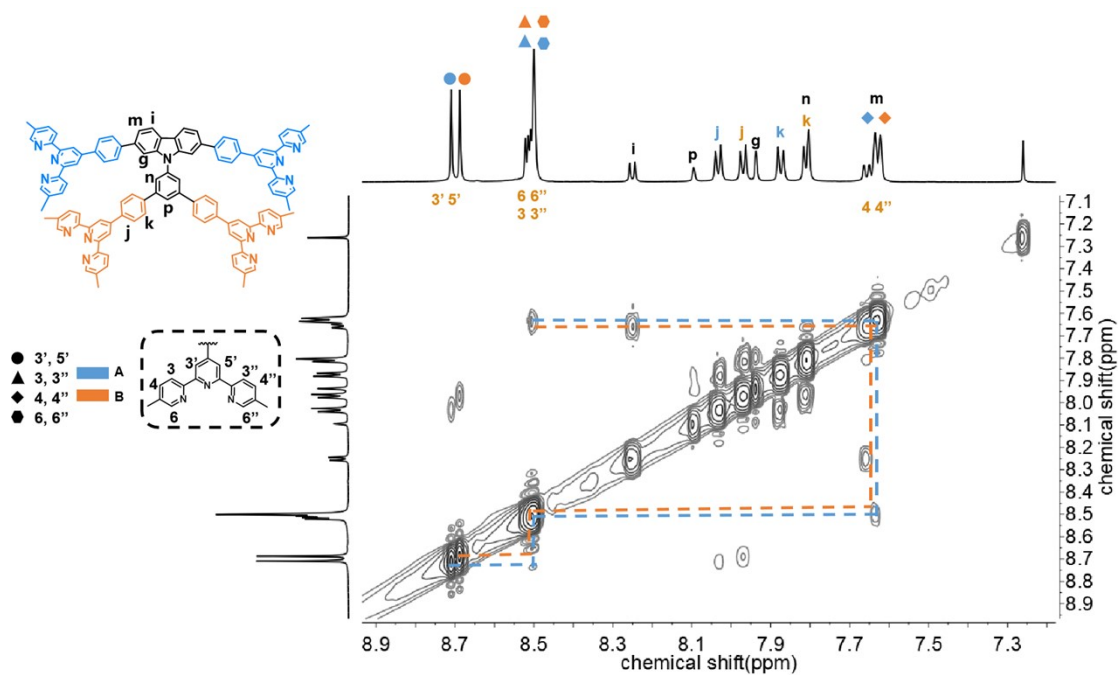 j j g k n k m
i p
3' 5' 6 6” 4 4”
3 3”
m i
g
N
n
p
k
j
N N N N
N N N N
N N N N
3', 5'
3, 3”
4, 4”
6, 6”
A
B
3 3' 5' 3”
4 4”
N N N
6 6”
7.1
7.2
7.3
7.4
7.5
7.6
7.7
7.8
7.9
8.0
8.1
8.2
8.3
8.4
8.5
8.6
8.7
8.8
8.9
chemical shift(ppm)
8.9 8.7 8.5 8.3 8.1 7.9 7.7 7.5 7.3
chemical shift(ppm)